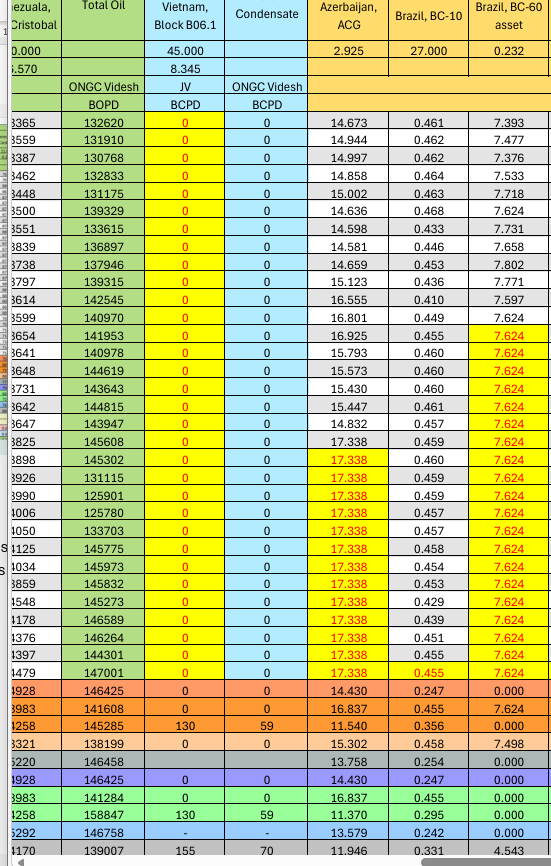 ezuela, Total Oil Vietnam, Condensate Azerbaijan, Brazil, BC-10 Brazil, BC-60
Cristobal Block B06.1 ACG asset
0.000 45.000 2.925 27.000 0.232
.570 8.345
ONGC Videsh JV ONGC Videsh
BOPD BCPD BCPD
3365 132620 0 0 14.673 0.461 7.393
3559 131910 0 0 14.944 0.462 7.477
3387 130768 0 0 14.997 0.462 7.376
3462 132833 0 0 14.858 0.464 7.533
3448 131175 0 0 15.002 0.463 7.718
3500 139329 0 0 14.636 0.468 7.624
3551 133615 0 0 14.598 0.433 7.731
3839 136897 0 0 14.581 0.446 7.658
3738 137946 0 0 14.659 0.453 7.802
3797 139315 0 0 15.123 0.436 7.771
3614 142545 0 0 16.555 0.410 7.597
3599 140970 0 0 16.801 0.449 7.624
3654 141953 0 0 16.925 0.455 7.624
3641 140978 0 0 15.793 0.460 7.624
3648 144619 0 0 15.573 0.460 7.624
3731 143643 0 0 15.430 0.460 7.624
3642 144815 0 0 15.447 0.461 7.624
3647 143947 0 0 14.832 0.457 7.624
3825 145608 0 0 17.338 0.459 7.624
3898 145302 0 0 17.338 0.460 7.624
3926 131115 0 0 17.338 0.459 7.624
3990 125901 0 0 17.338 0.459 7.624
4006 125780 0 0 17.338 0.457 7.624
4050 133703 0 0 17.338 0.457 7.624
4125 145775 0 0 17.338 0.458 7.624
4034 145973 0 0 17.338 0.454 7.624
3859 145832 0 0 17.338 0.453 7.624
4548 145273 0 0 17.338 0.429 7.624
4178 146589 0 0 17.338 0.439 7.624
4376 146264 0 0 17.338 0.451 7.624
4397 144301 0 0 17.338 0.455 7.624
4479 147001 0 0 17.338 0.455 7.624
4928 146425 0 0 14.430 0.247 0.000
3983 141608 0 0 16.837 0.455 7.624
4258 145285 130 59 11.540 0.356 0.000
3321 138199 0 0 15.302 0.458 7.498
5220 146458 13.758 0.254 0.000
4928 146425 0 0 14.430 0.247 0.000
3983 141284 0 0 16.837 0.455 0.000
4258 158847 130 59 11.370 0.295 0.000
5292 146758 - - 13.579 0.242 0.000
4170 139007 155 70 11.946 0.331 4.543